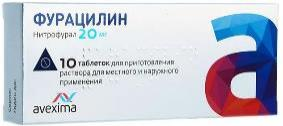 ФУРАЦИЛИН
Нитрофурал 20 мг
10 таблеток для приготовления
раствора для местного и наружного
применения
avexima